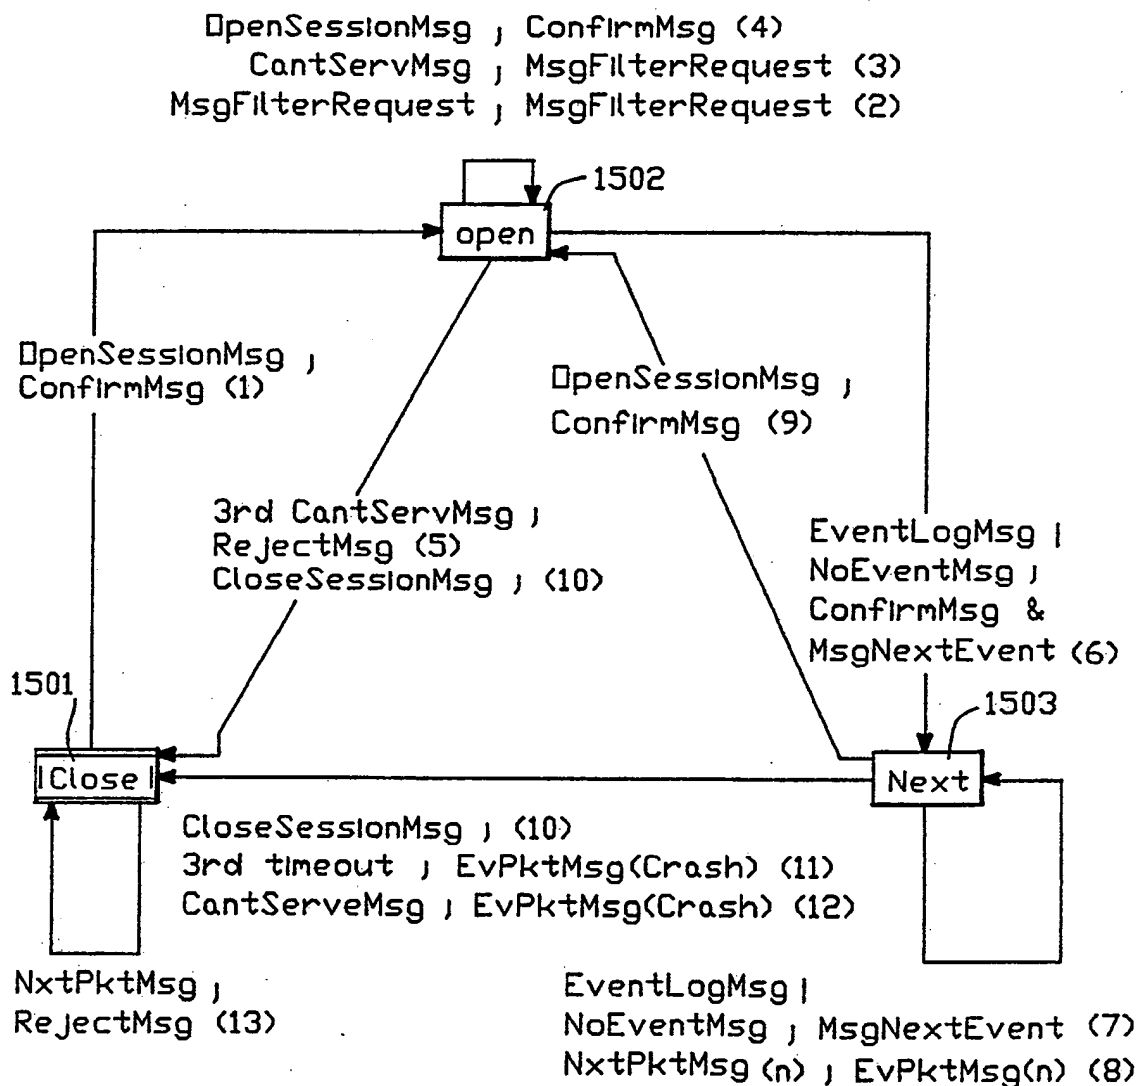 OpenSessionMsg ; ConfirmMsg (4)
CantServMsg ; MsgFilterRequest (3)
MsgFilterRequest ; MsgFilterRequest (2)
1502
open
OpenSessionMsg ;
ConfirmMsg (1)
OpenSessionMsg ;
ConfirmMsg (9)
3rd CantServMsg ;
RejectMsg (5)
CloseSessionMsg ; (10)
EventLogMsg |
NoEventMsg ;
ConfirmMsg &
MsgNextEvent (6)
1501
1503
|Close|
Next
CloseSessionMsg ; (10)
3rd timeout ; EvPktMsg(Crash) (11)
CantServeMsg ; EvPktMsg(Crash) (12)
NxtPktMsg ;
RejectMsg (13)
EventLogMsg |
NoEventMsg ; MsgNextEvent (7)
NxtPktMsg (n) ; EvPktMsg(n) (8)